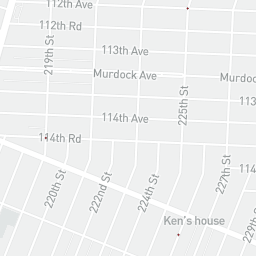 112th Ave
112th Rd
219th St
113th Ave
Murdock Ave
Murdock
225th St
113
114th Ave
114th Rd
114
220th St
222nd St
224th St
227th St
Ken's house
229th